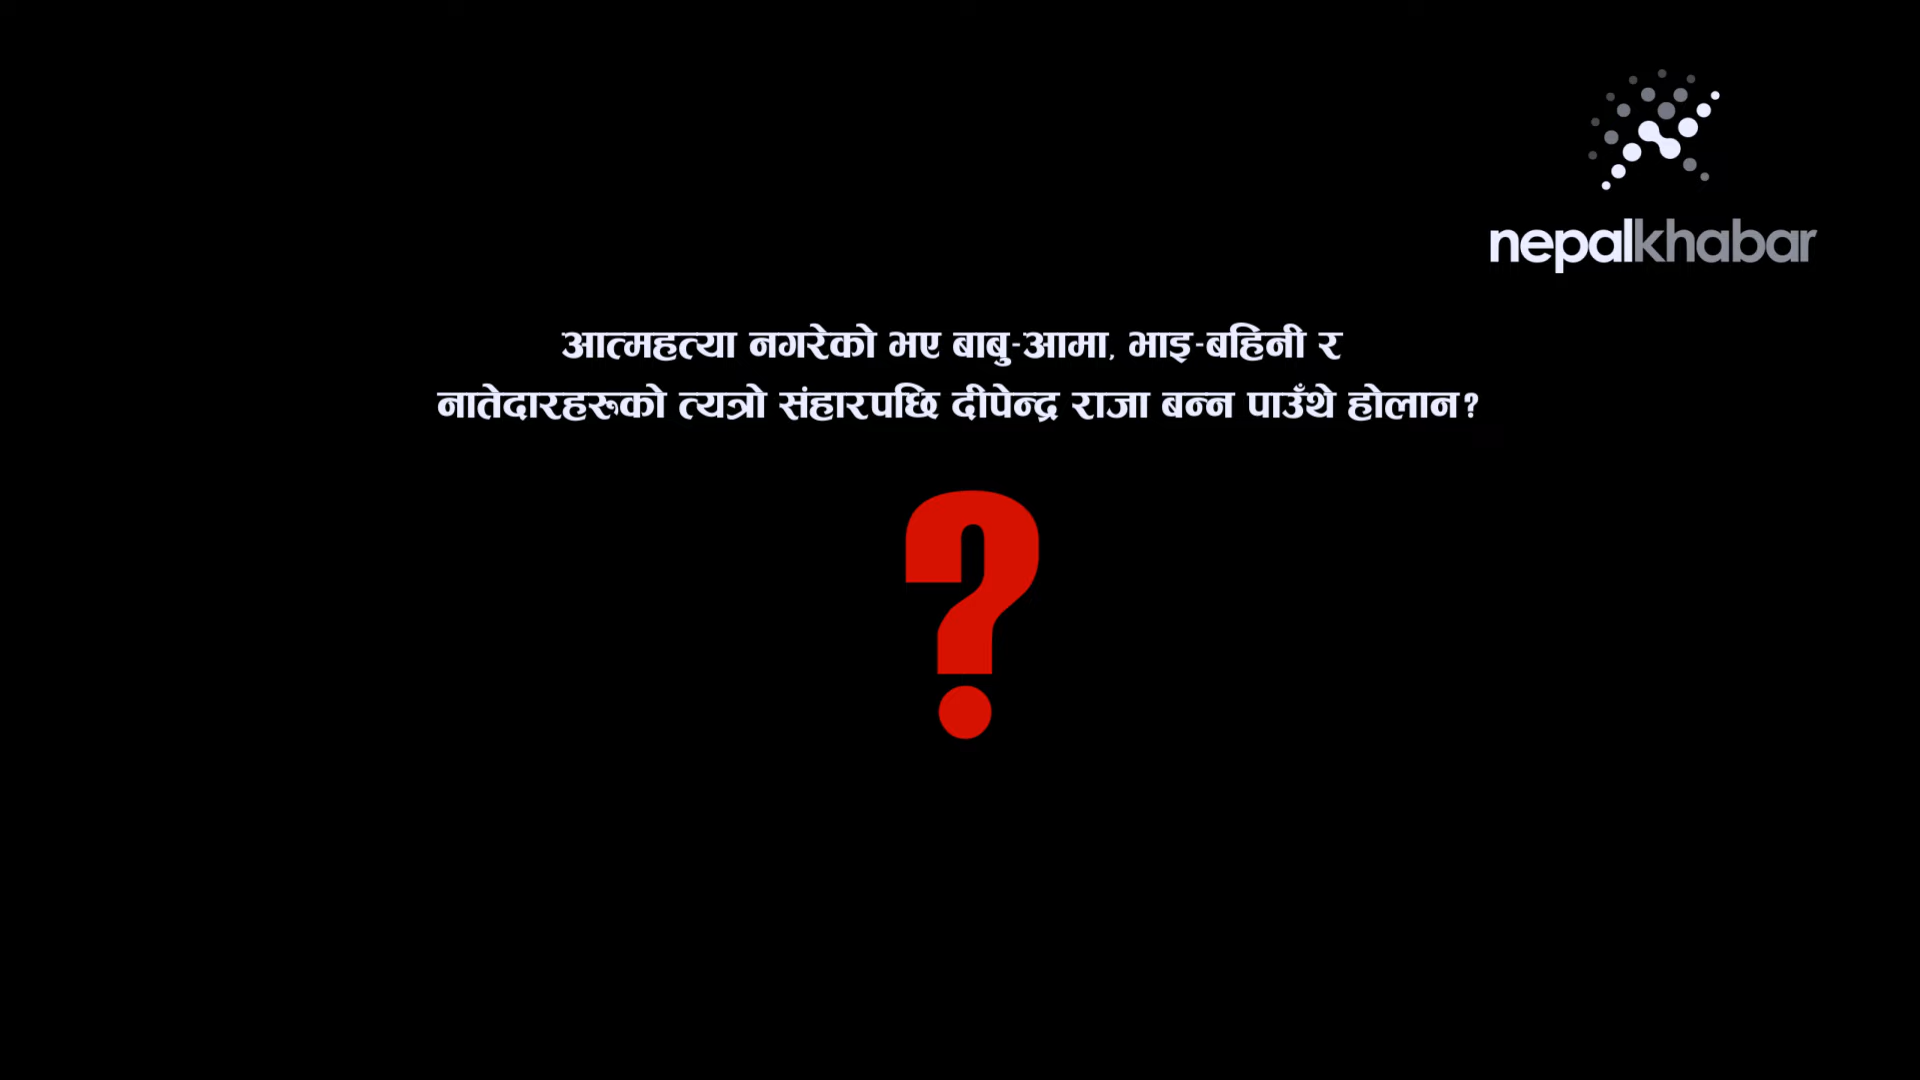 nepalkhabar
आत्महत्या नगरेको भए बाबु-आमा, भाइ-बहिनी र
नातेदारहरुको त्यत्रो संहारपछि दीपेन्द्र राजा बन्न पाउँथे होलान?
?